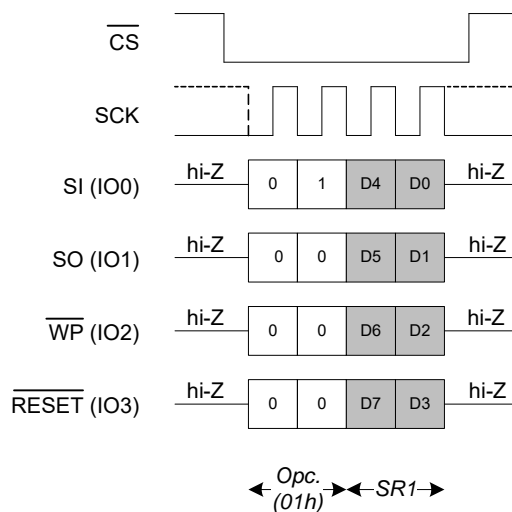 CS
SCK
SI (IO0) hi-Z 0 1 D4 D0 hi-Z
SO (IO1) hi-Z 0 0 D5 D1 hi-Z
WP (IO2) hi-Z 0 0 D6 D2 hi-Z
RESET (IO3) hi-Z 0 0 D7 D3 hi-Z
Opc. SR1
(01h)